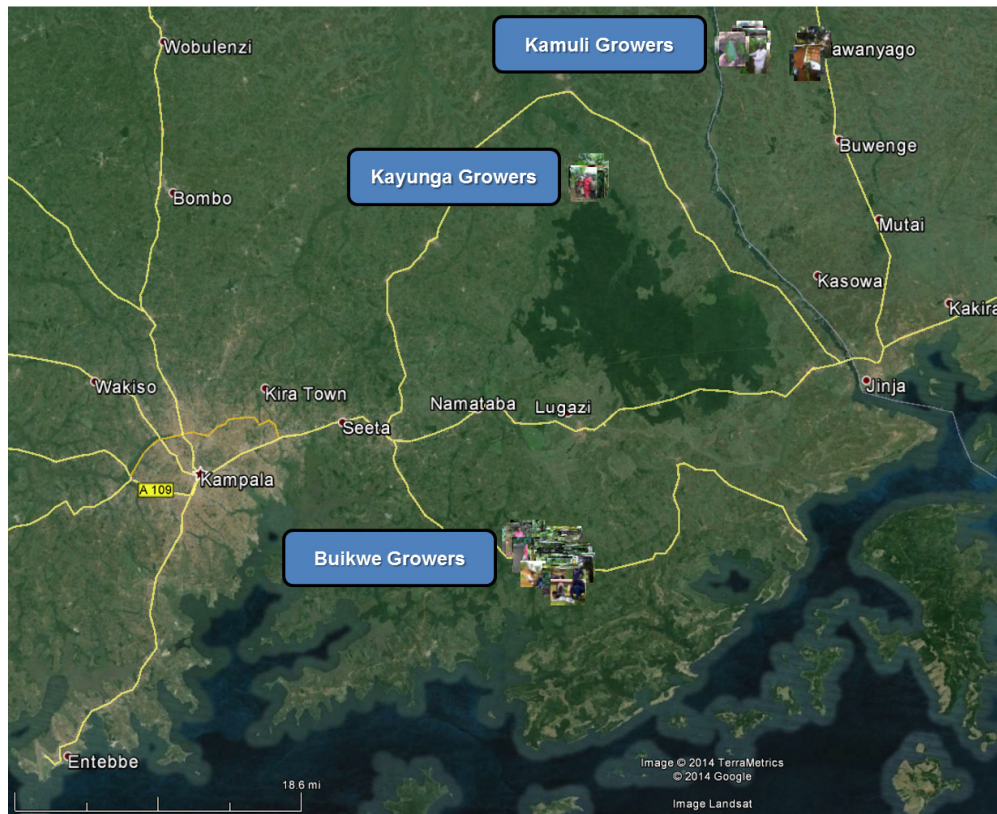 Wobulenzi
Kamuli Growers
awanyago
Buwenge
Kayunga Growers
Bombo
Mutai
Kasowa
Kakira
Wakiso
Kira Town
Namataba
Lugazi
Jinja
Seeta
Kampala
A 109
Buikwe Growers
Entebbe
18.6 mi
Image © 2014 TerraMetrics
© 2014 Google
Image Landsat